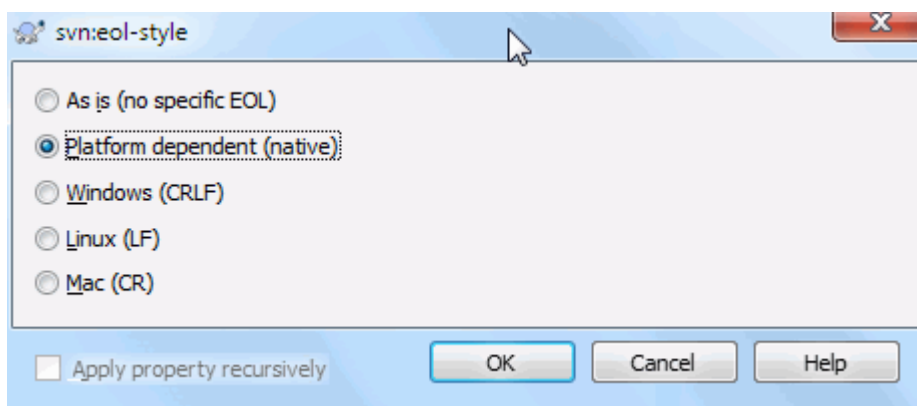 svn:eol-style
As is (no specific EOL)
Platform dependent (native)
Windows (CRLF)
Linux (LF)
Mac (CR)
Apply property recursively
OK
Cancel
Help